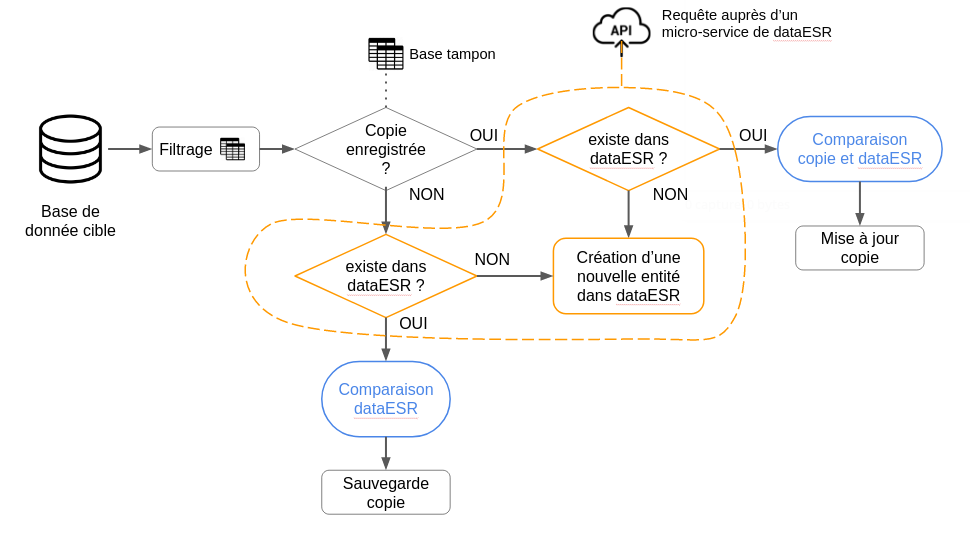 Requête auprès d'un
micro-service de dataESR
API
Base tampon
Base de
donnée cible
Filtrage
Copie
enregistrée
?
OUI
existe dans
dataESR ?
OUI
Comparaison
copie et dataESR
NON
NON
Mise à jour
copie
existe dans
dataESR ?
NON
Création d'une
nouvelle entité
dans dataESR
OUI
Comparaison
dataESR
Sauvegarde
copie